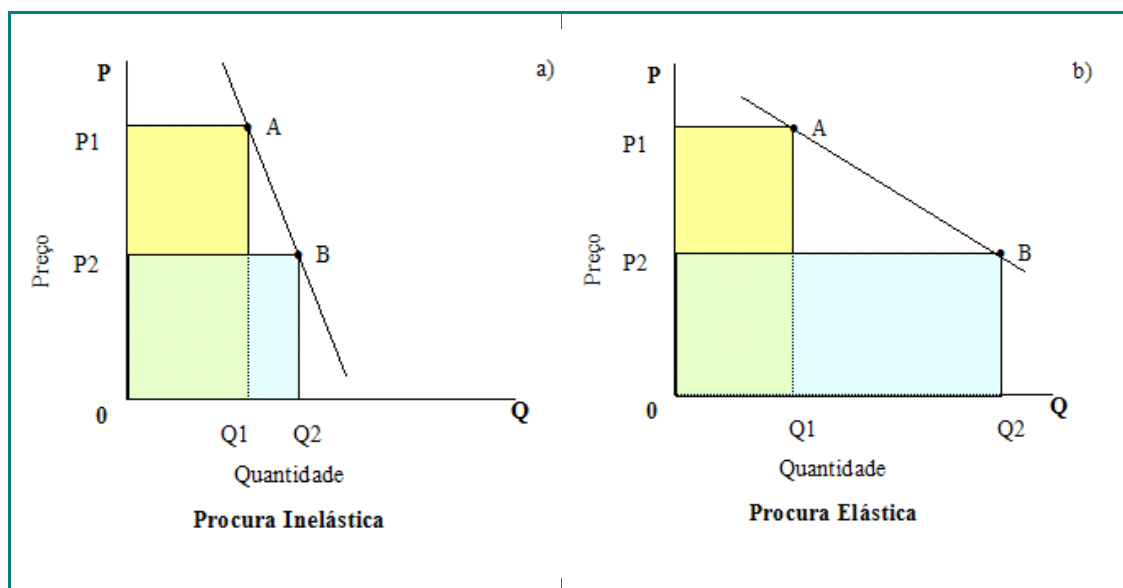 a)
P
P1
A
Preço
P2
B
0
Q
Q1
Q2
Quantidade
Procura Inelástica
b)
P
P1
A
Preço
P2
B
0
Q
Q1
Q2
Quantidade
Procura Elástica